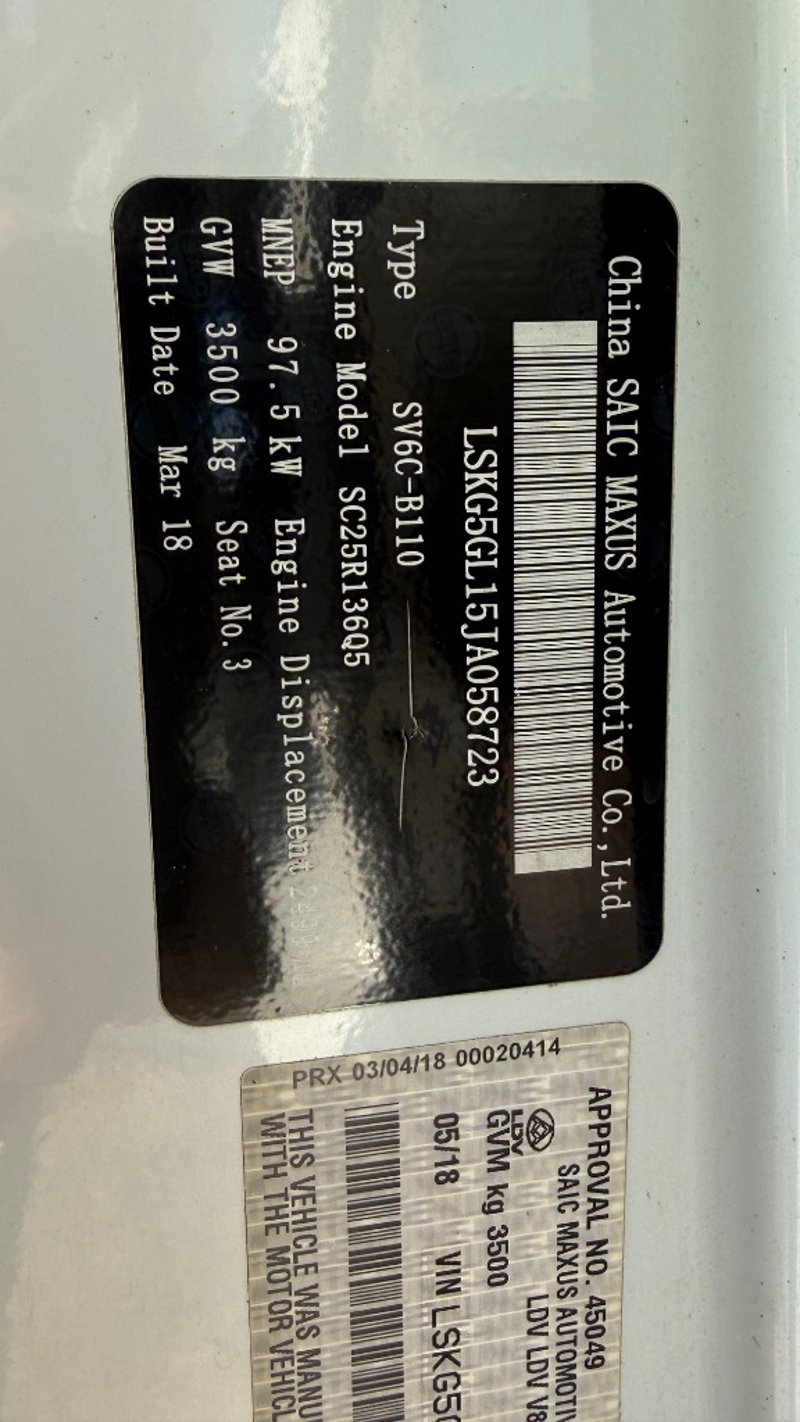 China SAIC MAXUS Automotive Co.,Ltd.
LSKG5GL15JA058723
Type SV6C-B110
Engine Model SC25R136Q5
MNEP 97.5kW Engine Displacement
GVW 3500 kg Seat No.3
Built Date Mar 18
PRX 03/04/18 00020414
APPROVAL NO. 45049
SAIC MAXUS AUTOMOTI
LDV LDV LDV V8
GVM kg 3500
05/18 VIN LSKG5G
THIS VEHICLE WAS MANU
WITH THE MOTOR VEHICL